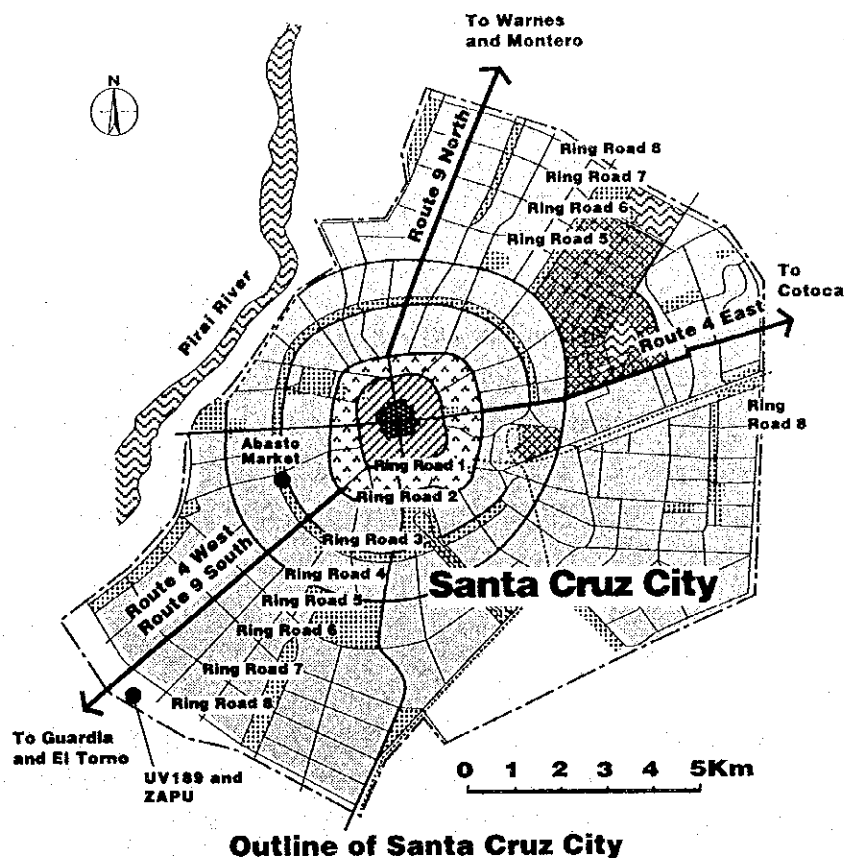 To Warnes
and Montero
N
Route 9 North
Ring Road 8
Ring Road 7
Ring Road 6
Ring Road 5
To
Cotoca
Route 4 East
Pirai River
Ring
Road 8
Abasto
Market
Ring Road 1
Ring Road 2
Ring Road 3
Ring Road 4
Santa Cruz City
Ring Road 5
Ring Road 6
Route 4 West
Route 9 South
Ring Road 7
Ring Road 8
To Guardia
and El Torno
UV189 and
ZAPU
0 1 2 3 4 5Km
Outline of Santa Cruz City